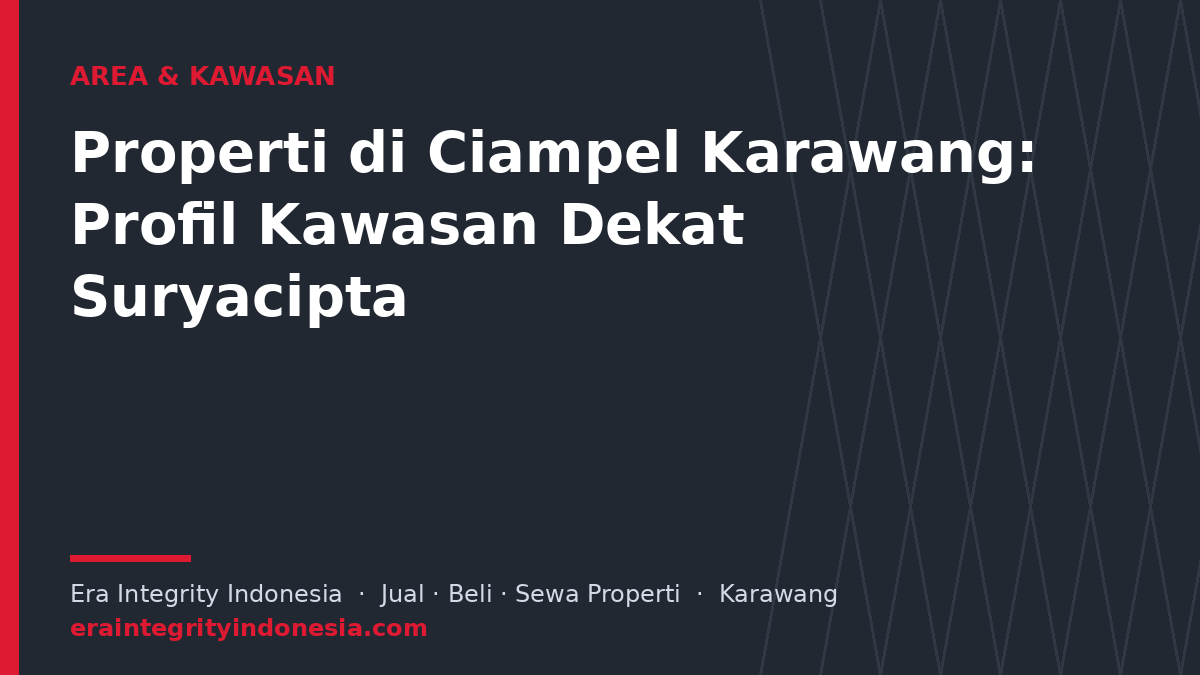 AREA & KAWASAN
Properti di Ciampel Karawang:
Profil Kawasan Dekat
Suryacipta
Era Integrity Indonesia · Jual · Beli · Sewa Properti · Karawang
eraintegrityindonesia.com